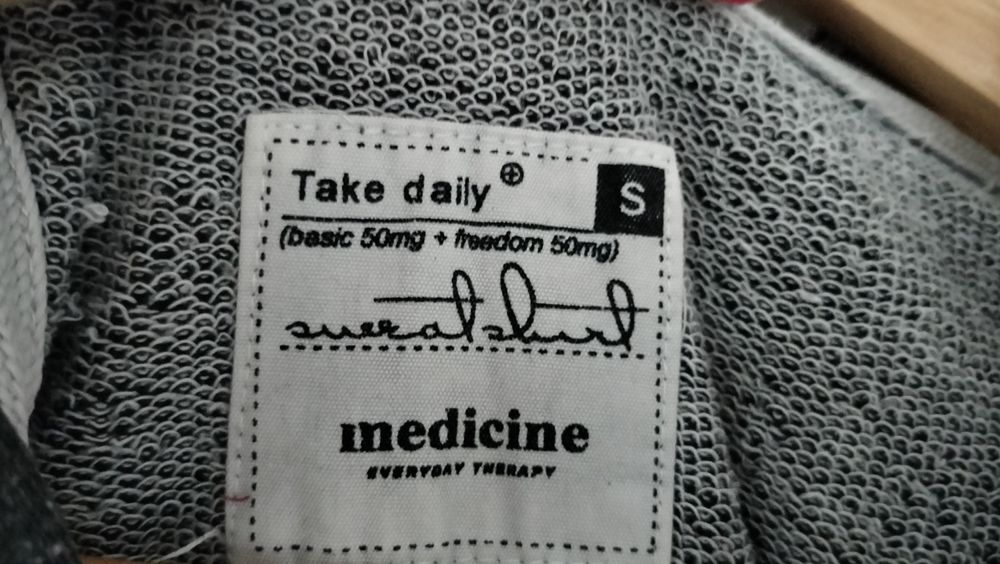 Take daily ⊕
S
(basic 50mg + freedom 50mg)
sweatshirt
medicine
EVERYDAY THERAPY